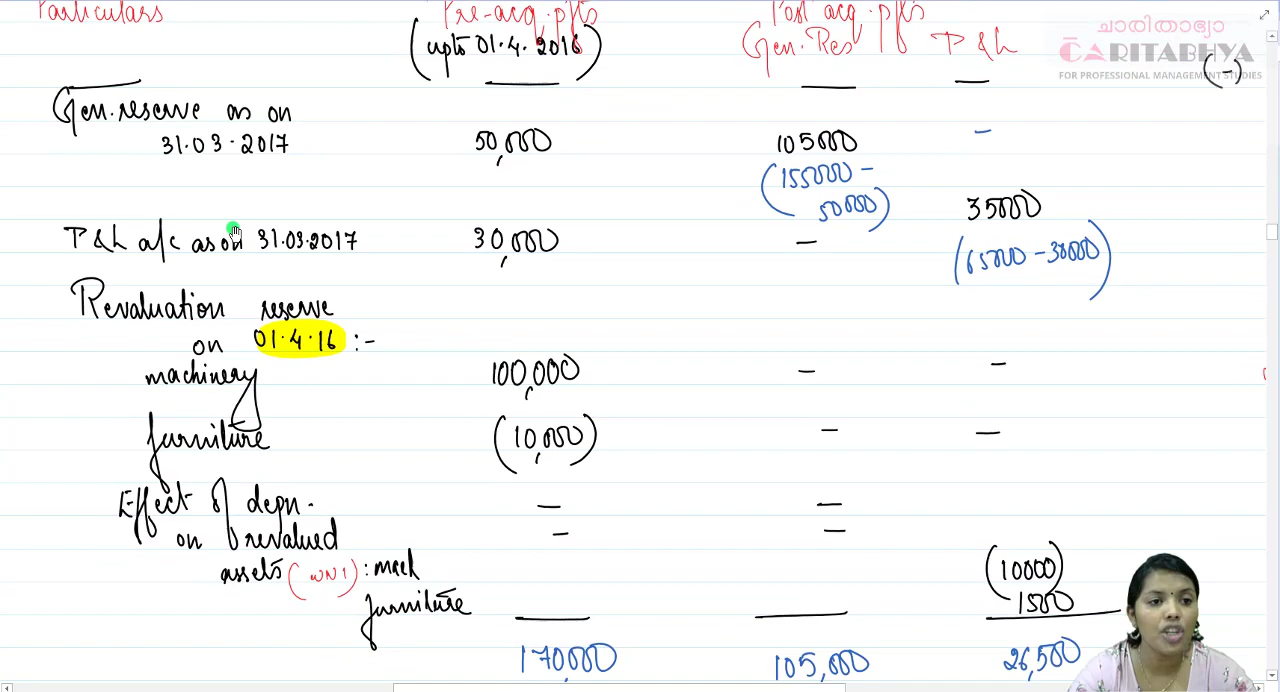 Particulars Pre-acq.pfts Post acq.pfts
(upto 01.4.2016) Gen.Res P&L
ചാരിതാഭ്യാ
CARITABHYA
FOR PROFESSIONAL MANAGEMENT STUDIES
(-)
Gen.reserve as on
31.03.2017 50,000 105000 -
(155000 -
50000)
35000
P&L a/c as on 31.03.2017 30,000 -
(65000 - 30000)
Revaluation reserve
on 01.4.16 :-
machinery 100,000 - -
furniture (10,000) - -
Effect of depn. - -
on revalued - -
assets (WN1) : mach (10000)
furniture 1500
170000 105,000 26,500